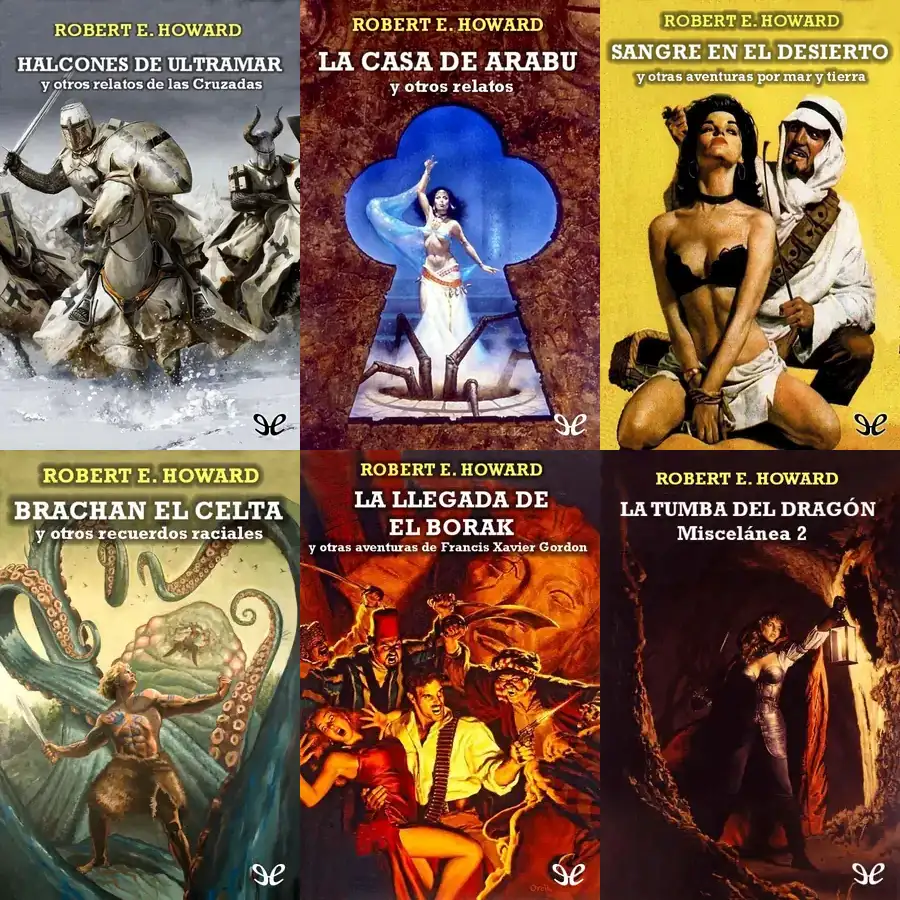 ROBERT E. HOWARD
HALCONES DE ULTRAMAR
y otros relatos de las Cruzadas
ROBERT E. HOWARD
LA CASA DE ARABU
y otros relatos
ROBERT E. HOWARD
SANGRE EN EL DESIERTO
y otras aventuras por mar y tierra
ROBERT E. HOWARD
BRACHAN EL CELTA
y otros recuerdos raciales
ROBERT E. HOWARD
LA LLEGADA DE
EL BORAK
y otras aventuras de Francis Xavier Gordon
ROBERT E. HOWARD
LA TUMBA DEL DRAGÓN
Miscelánea 2